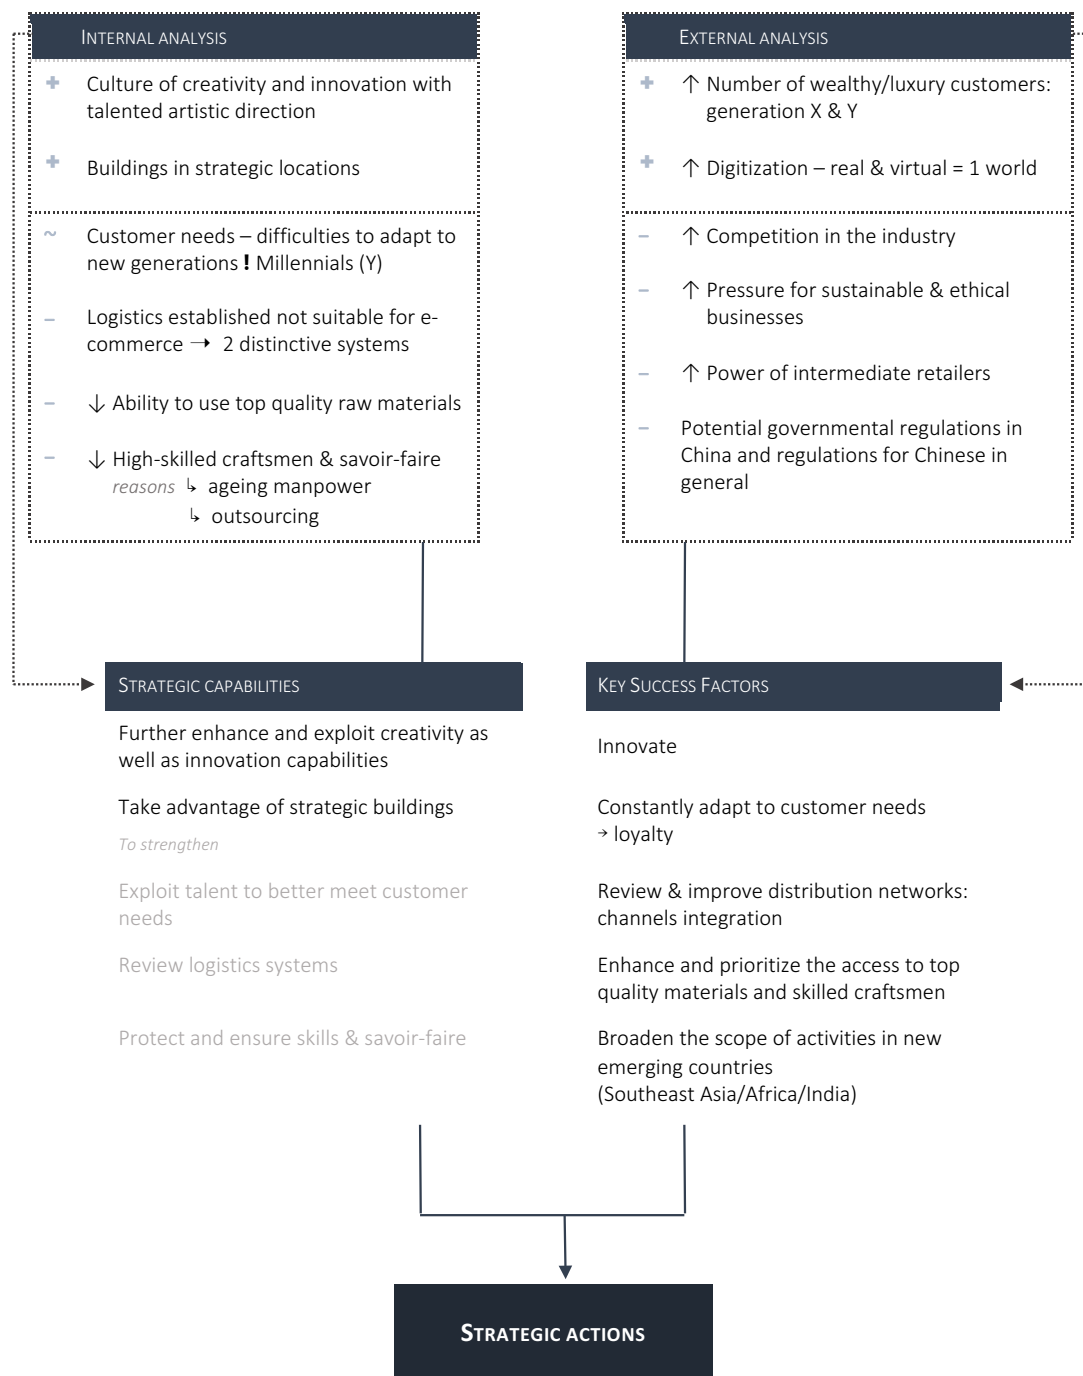 INTERNAL ANALYSIS
+ Culture of creativity and innovation with
talented artistic direction
+ Buildings in strategic locations
~ Customer needs – difficulties to adapt to
new generations ! Millennials (Y)
– Logistics established not suitable for e-
commerce → 2 distinctive systems
– ↓ Ability to use top quality raw materials
– ↓ High-skilled craftsmen & savoir-faire
reasons ↳ ageing manpower
↳ outsourcing
EXTERNAL ANALYSIS
+ ↑ Number of wealthy/luxury customers:
generation X & Y
+ ↑ Digitization – real & virtual = 1 world
– ↑ Competition in the industry
– ↑ Pressure for sustainable & ethical
businesses
– ↑ Power of intermediate retailers
– Potential governmental regulations in
China and regulations for Chinese in
general
STRATEGIC CAPABILITIES
Further enhance and exploit creativity as
well as innovation capabilities
Take advantage of strategic buildings
To strengthen
Exploit talent to better meet customer
needs
Review logistics systems
Protect and ensure skills & savoir-faire
KEY SUCCESS FACTORS
Innovate
Constantly adapt to customer needs
→ loyalty
Review & improve distribution networks:
channels integration
Enhance and prioritize the access to top
quality materials and skilled craftsmen
Broaden the scope of activities in new
emerging countries
(Southeast Asia/Africa/India)
STRATEGIC ACTIONS